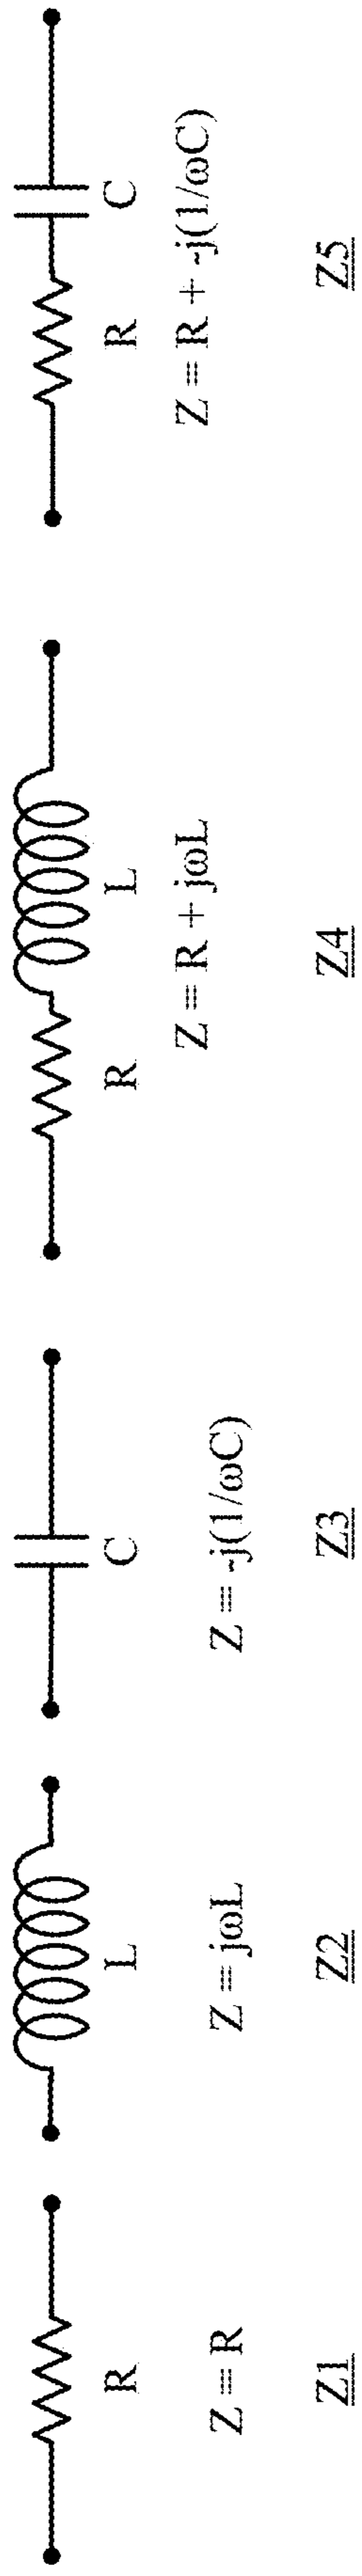 R
Z = R
Z1
L
Z = jωL
Z2
C
Z = -j(1/ωC)
Z3
R L
Z = R + jωL
Z4
R C
Z = R + -j(1/ωC)
Z5